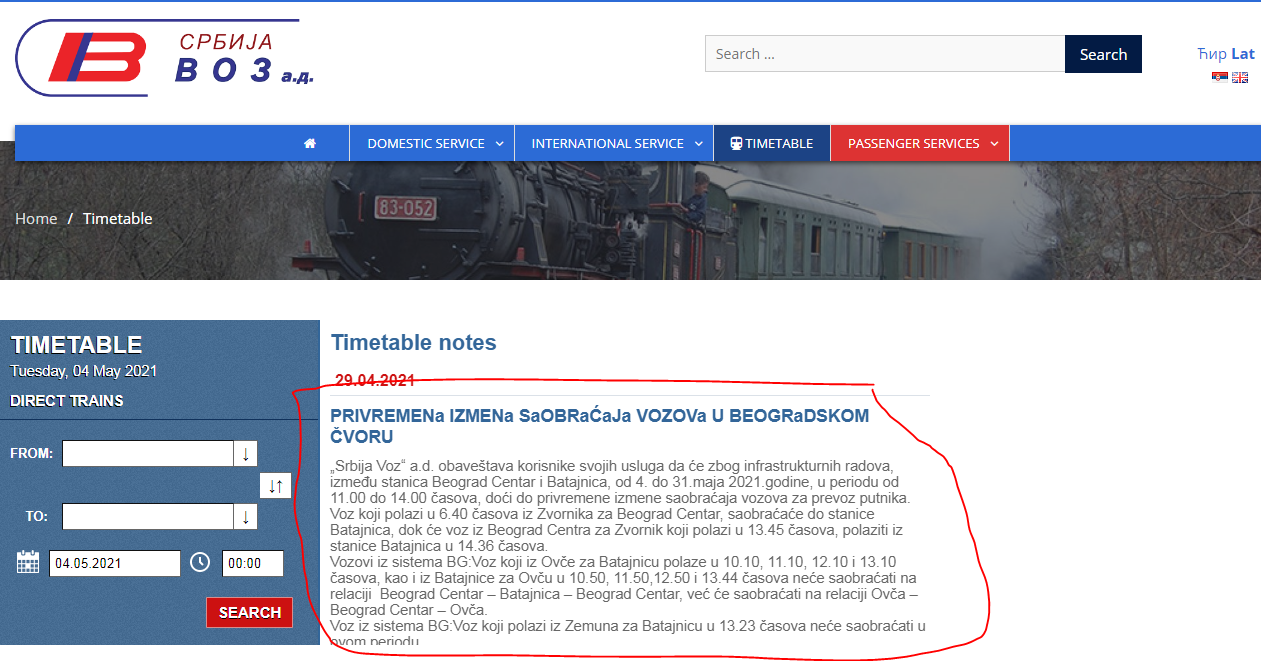 СРБИЈА
ВОЗ а.д.
Search ...
Search
Ћир Lat
DOMESTIC SERVICE
INTERNATIONAL SERVICE
TIMETABLE
PASSENGER SERVICES
83-052
Home / Timetable
TIMETABLE
Tuesday, 04 May 2021
DIRECT TRAINS
FROM:
↓
↓↑
TO:
↓
04.05.2021
00:00
SEARCH
Timetable notes
29.04.2021
PRIVREMENa IZMENa SaOBRaĆaJa VOZOVa U BEOGRaDSKOM
ČVORU
„Srbija Voz“ a.d. obaveštava korisnike svojih usluga da će zbog infrastrukturnih radova,
između stanica Beograd Centar i Batajnica, od 4. do 31.maja 2021.godine, u periodu od
11.00 do 14.00 časova, doći do privremene izmene saobraćaja vozova za prevoz putnika.
Voz koji polazi u 6.40 časova iz Zvornika za Beograd Centar, saobraćaće do stanice
Batajnica, dok će voz iz Beograd Centra za Zvornik koji polazi u 13.45 časova, polaziti iz
stanice Batajnica u 14.36 časova.
Vozovi iz sistema BG:Voz koji iz Ovče za Batajnicu polaze u 10.10, 11.10, 12.10 i 13.10
časova, kao i iz Batajnice za Ovču u 10.50, 11.50,12.50 i 13.44 časova neće saobraćati na
relaciji Beograd Centar – Batajnica – Beograd Centar, već će saobraćati na relaciji Ovča –
Beograd Centar – Ovča.
Voz iz sistema BG:Voz koji polazi iz Zemuna za Batajnicu u 13.23 časova neće saobraćati u
ovom periodu